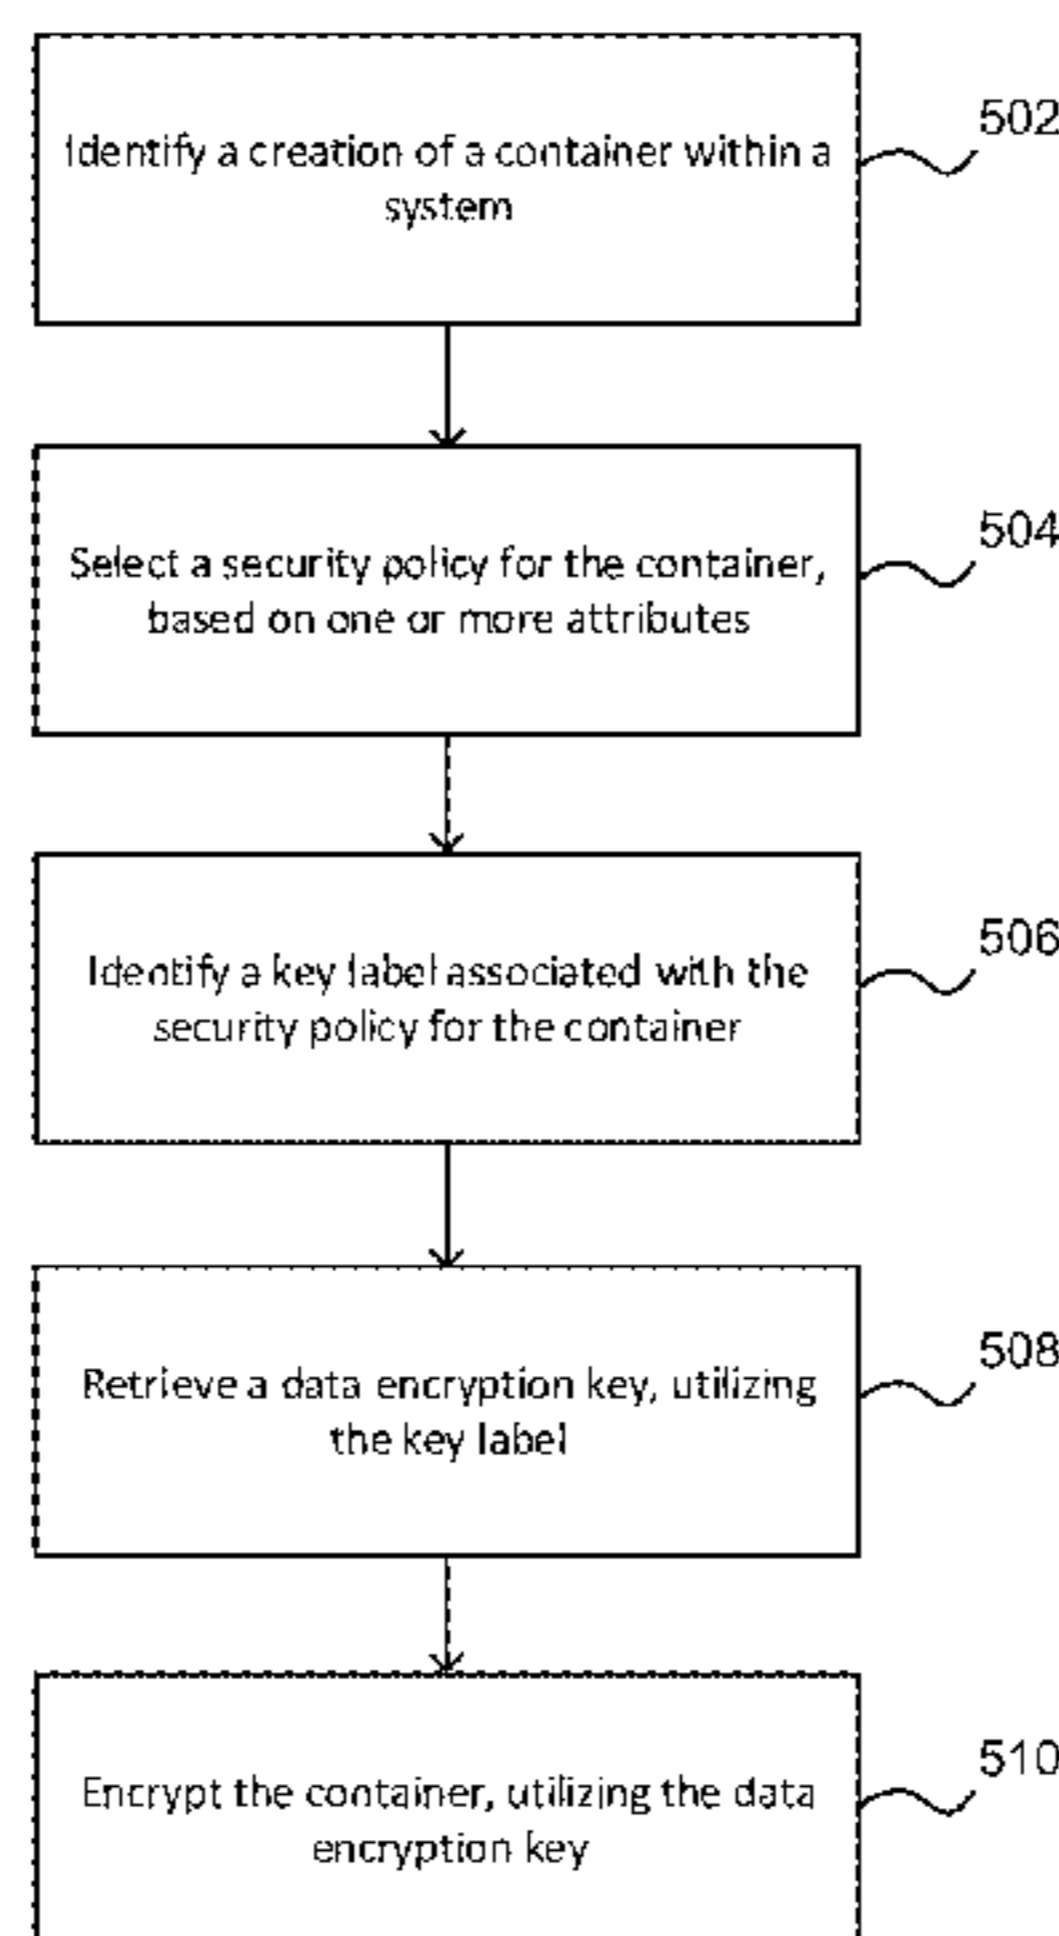 Identify a creation of a container within a
system
502
Select a security policy for the container,
based on one or more attributes
504
Identify a key label associated with the
security policy for the container
506
Retrieve a data encryption key, utilizing
the key label
508
Encrypt the container, utilizing the data
encryption key
510